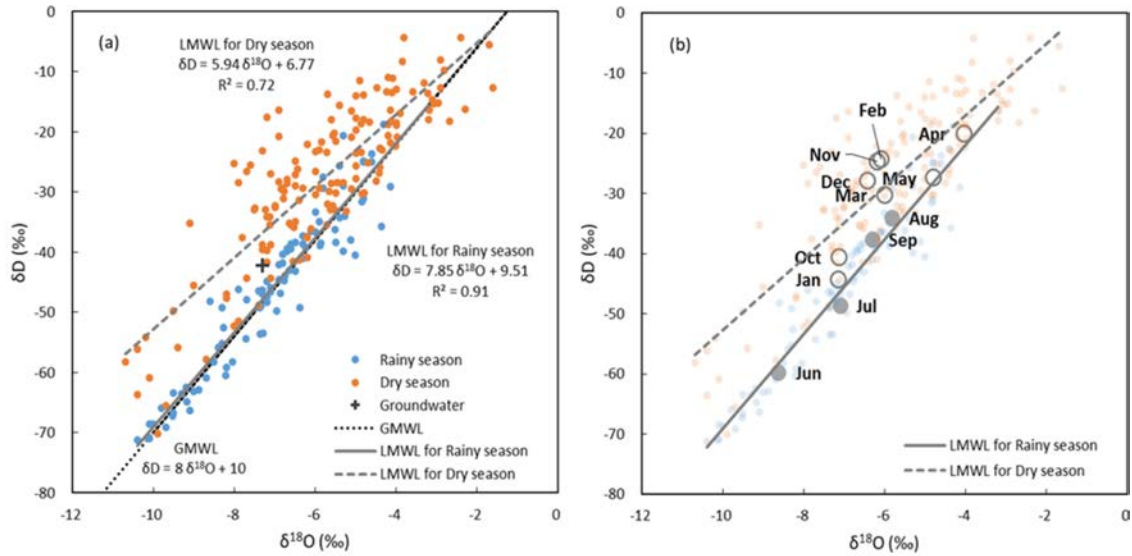 (a)
LMWL for Dry season
δD = 5.94 δ¹⁸O + 6.77
R² = 0.72
LMWL for Rainy season
δD = 7.85 δ¹⁸O + 9.51
R² = 0.91
Rainy season
Dry season
Groundwater
GMWL
LMWL for Rainy season
LMWL for Dry season
GMWL
δD = 8 δ¹⁸O + 10
0
-10
-20
-30
-40
-50
-60
-70
-80
δD (‰)
-12 -10 -8 -6 -4 -2 0
δ¹⁸O (‰)
(b)
Feb
Nov
Apr
Dec
May
Mar
Aug
Sep
Oct
Jan
Jul
Jun
LMWL for Rainy season
LMWL for Dry season
0
-10
-20
-30
-40
-50
-60
-70
-80
δD (‰)
-12 -10 -8 -6 -4 -2 0
δ¹⁸O (‰)